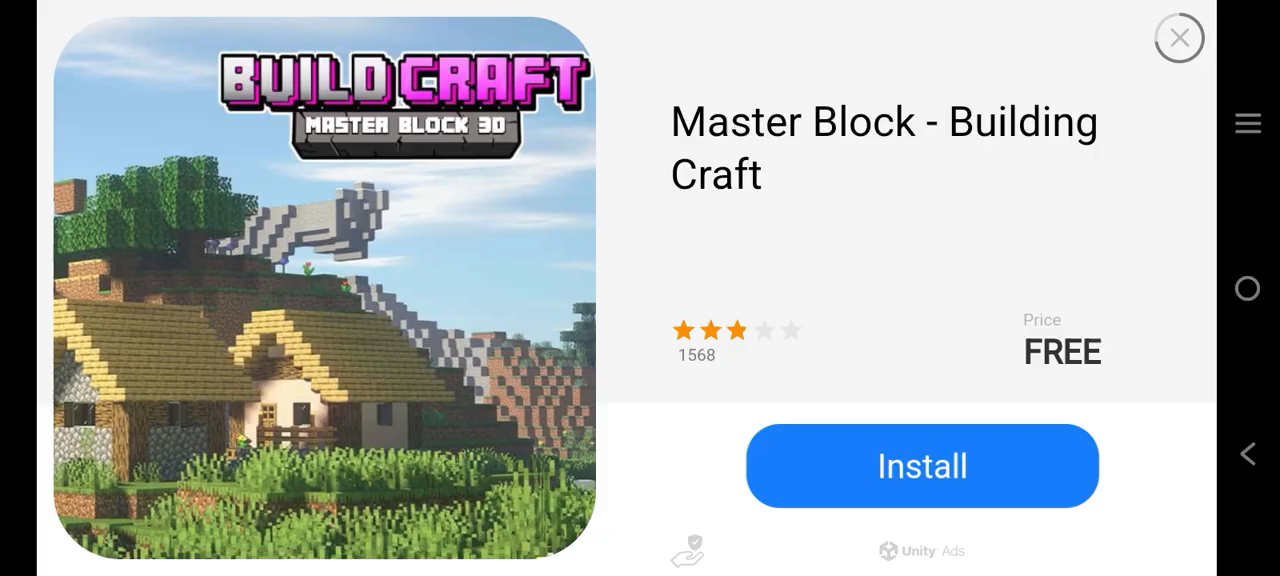 BUILD CRAFT
MASTER BLOCK 3D
Master Block - Building
Craft
1568
Price
FREE
Install
Unity Ads